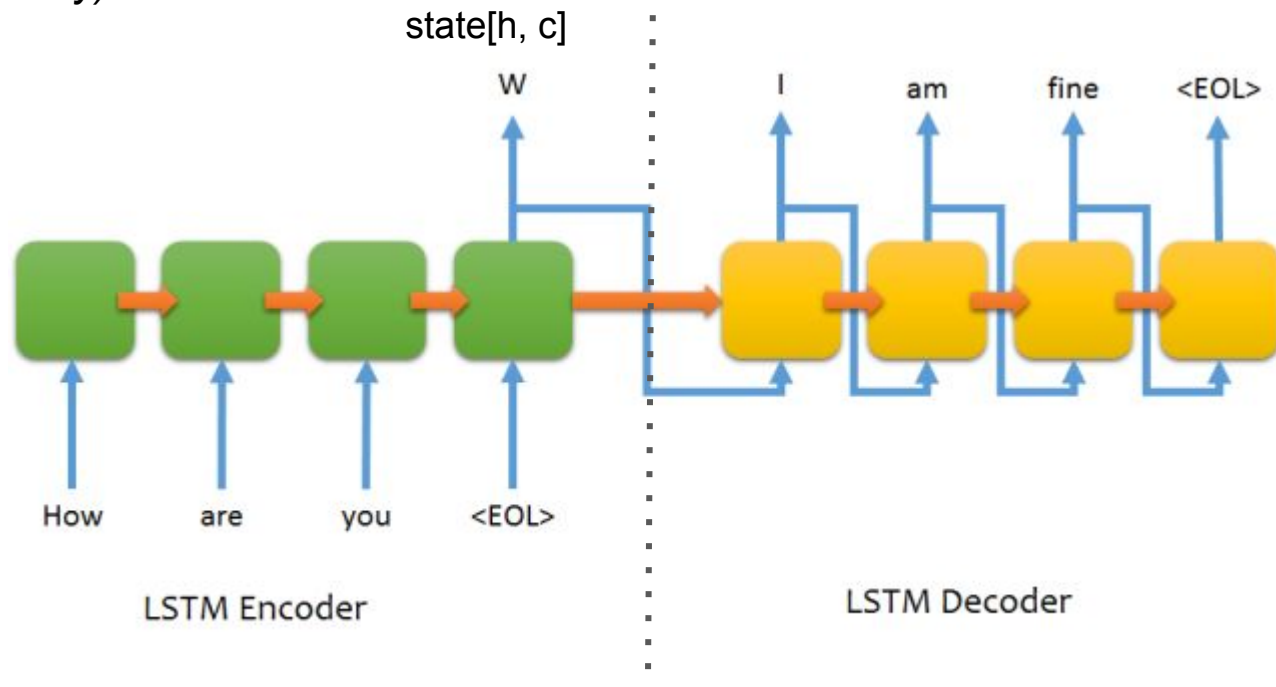 y)
state[h, c]
W
I am fine <EOL>
How are you <EOL>
LSTM Encoder
LSTM Decoder